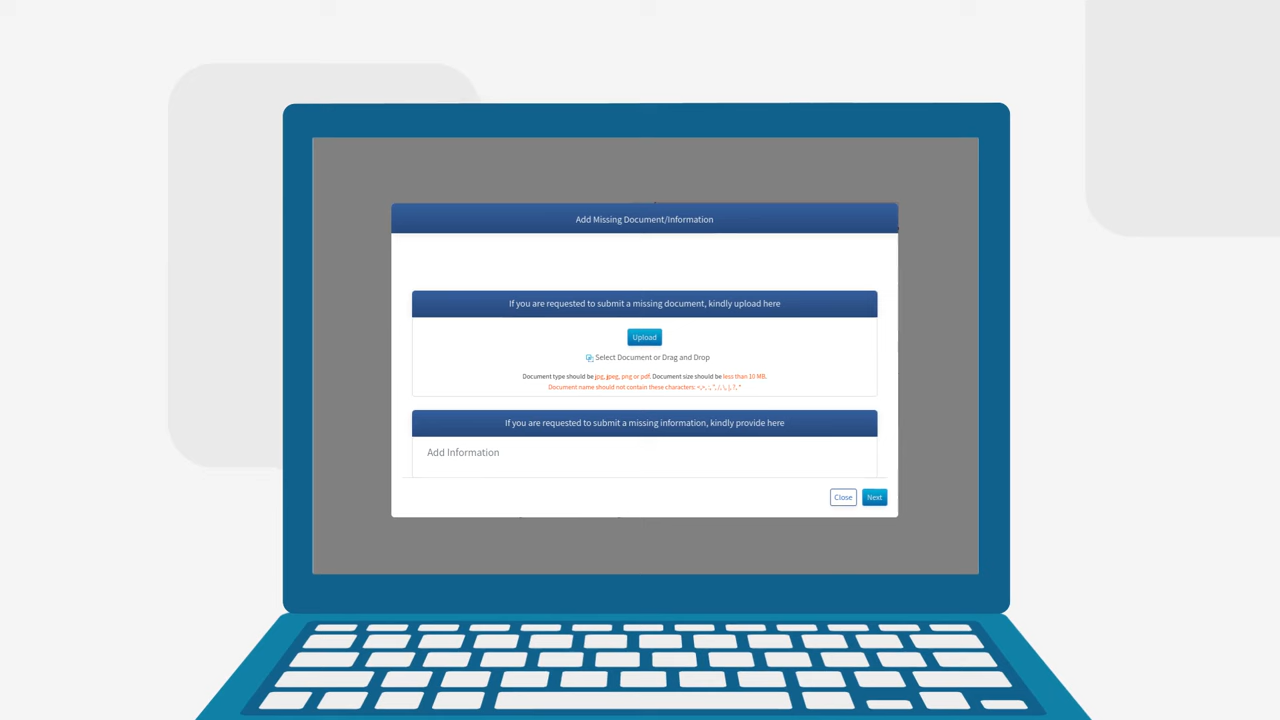 Add Missing Document/Information
If you are requested to submit a missing document, kindly upload here
Upload
Select Document or Drag and Drop
Document type should be jpg, jpeg, png or pdf. Document size should be less than 10 MB.
Document name should not contain these characters:
If you are requested to submit a missing information, kindly provide here
Add Information
Close
Next